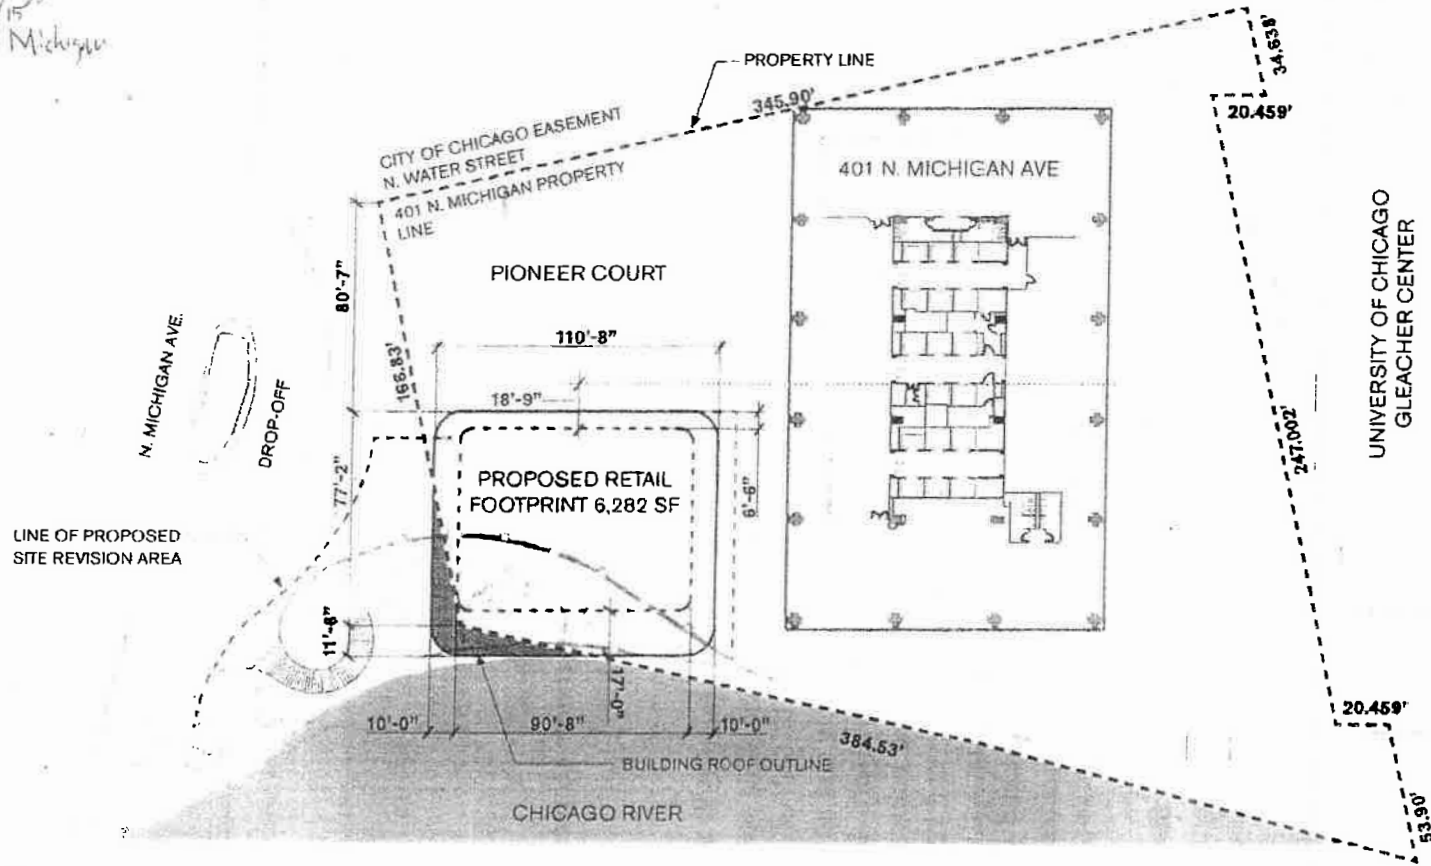 15
Michigan
PROPERTY LINE
345.90'
34.638'
20.459'
CITY OF CHICAGO EASEMENT
N. WATER STREET
401 N. MICHIGAN PROPERTY
LINE
401 N. MICHIGAN AVE
PIONEER COURT
80'-7"
166.83'
110'-8"
18'-9"
N. MICHIGAN AVE.
DROP-OFF
UNIVERSITY OF CHICAGO
GLEACHER CENTER
247.002'
77'-2"
PROPOSED RETAIL
FOOTPRINT 6,282 SF
6'-6"
LINE OF PROPOSED
SITE REVISION AREA
11'-6"
17'-0"
10'-0"
90'-8"
10'-0"
20.459'
384.53'
BUILDING ROOF OUTLINE
CHICAGO RIVER
53.90'